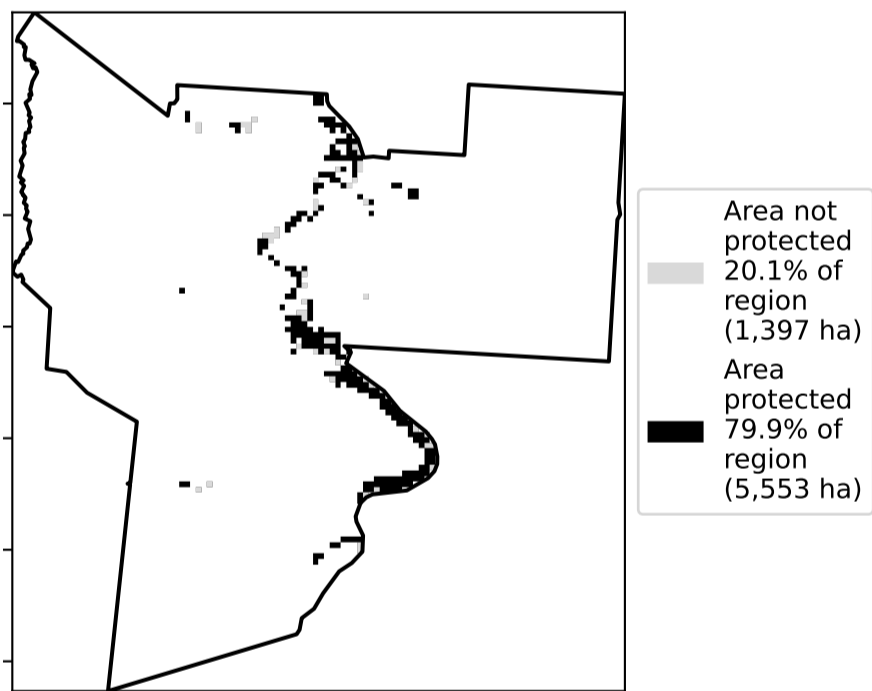 Area not
protected
20.1% of
region
(1,397 ha)
Area
protected
79.9% of
region
(5,553 ha)